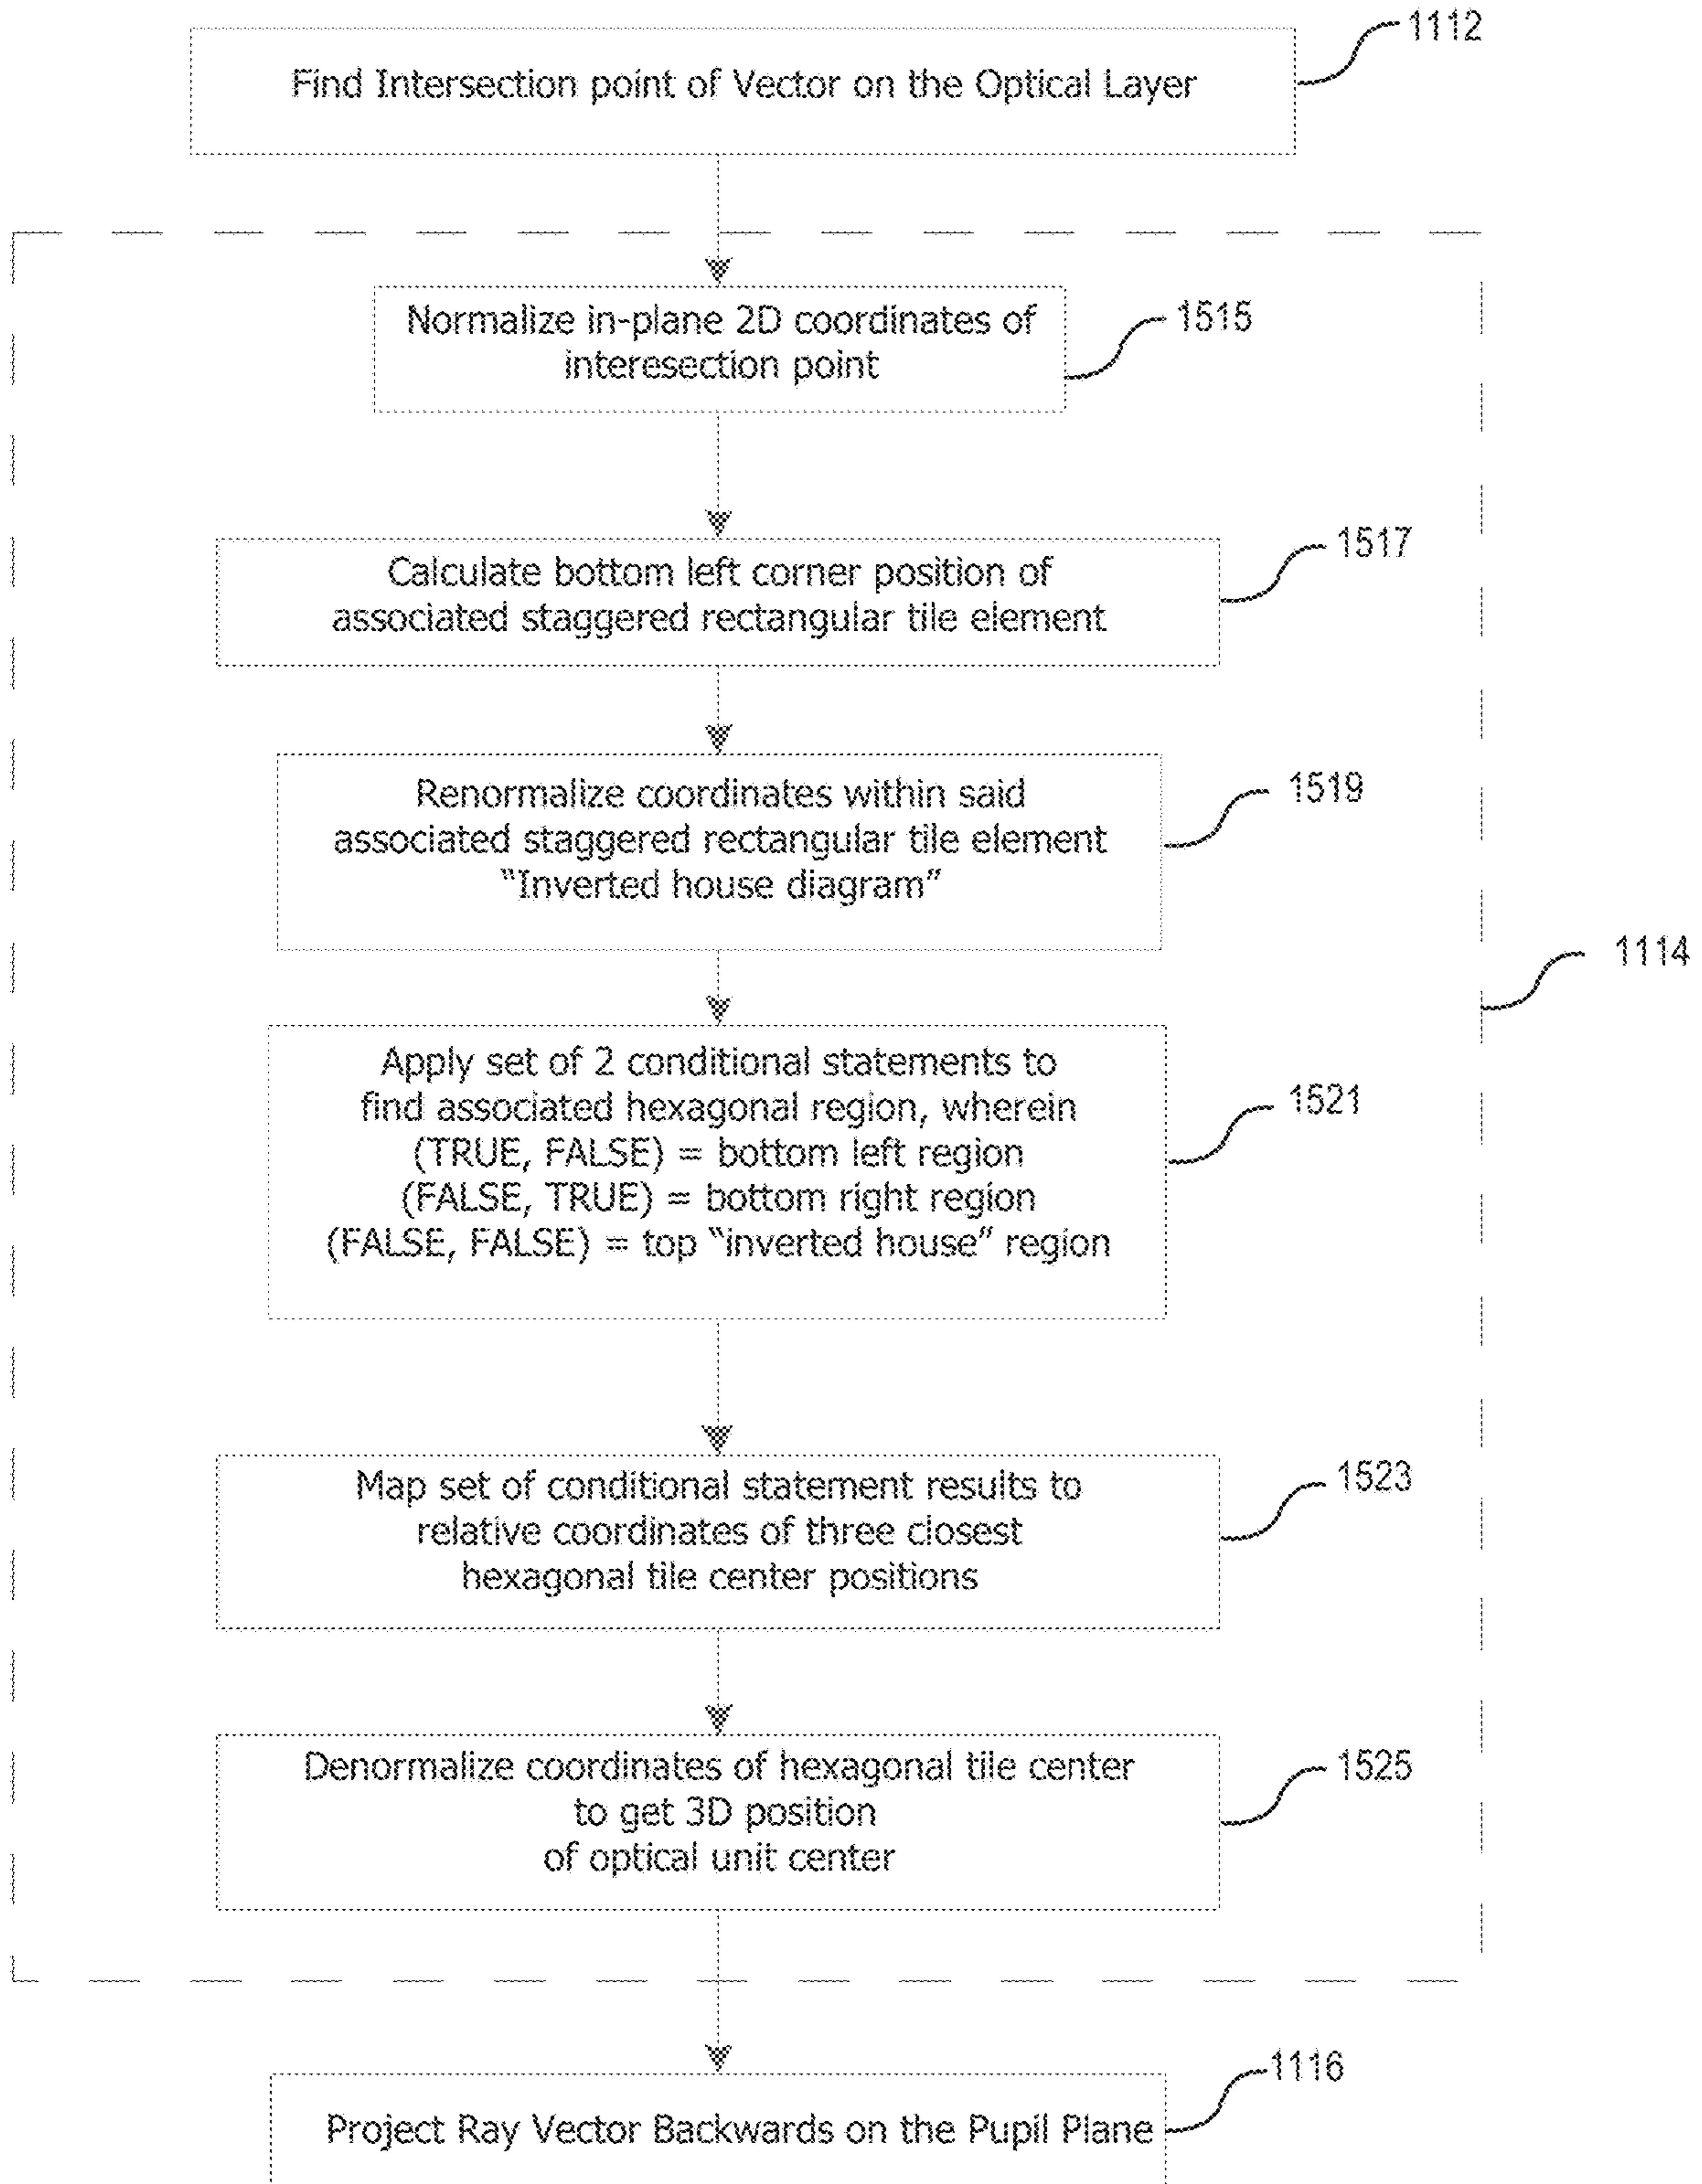 1112
Find Intersection point of Vector on the Optical Layer
Normalize in-plane 2D coordinates of
interesection point
1515
Calculate bottom left corner position of
associated staggered rectangular tile element
1517
Renormalize coordinates within said
associated staggered rectangular tile element
“Inverted house diagram”
1519
1114
Apply set of 2 conditional statements to
find associated hexagonal region, wherein
(TRUE, FALSE) = bottom left region
(FALSE, TRUE) = bottom right region
(FALSE, FALSE) = top “inverted house” region
1521
Map set of conditional statement results to
relative coordinates of three closest
hexagonal tile center positions
1523
Denormalize coordinates of hexagonal tile center
to get 3D position
of optical unit center
1525
1116
Project Ray Vector Backwards on the Pupil Plane